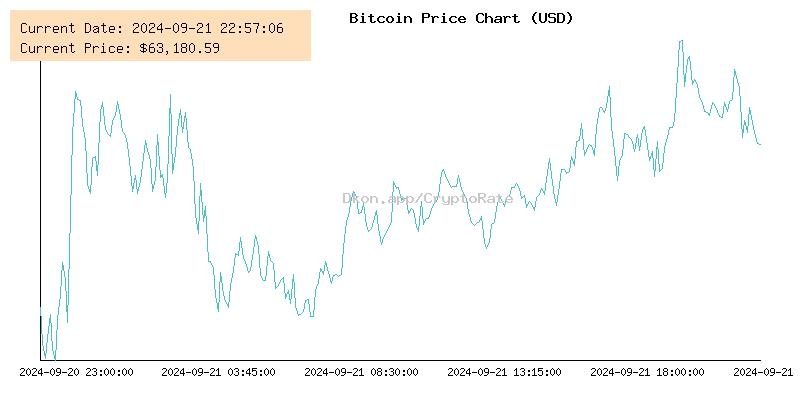 Bitcoin Price Chart (USD)
Current Date: 2024-09-21 22:57:06
Current Price: $63,180.59
Dkon.app/CryptoRate
2024-09-20 23:00:00 2024-09-21 03:45:00 2024-09-21 08:30:00 2024-09-21 13:15:00 2024-09-21 18:00:00 2024-09-21